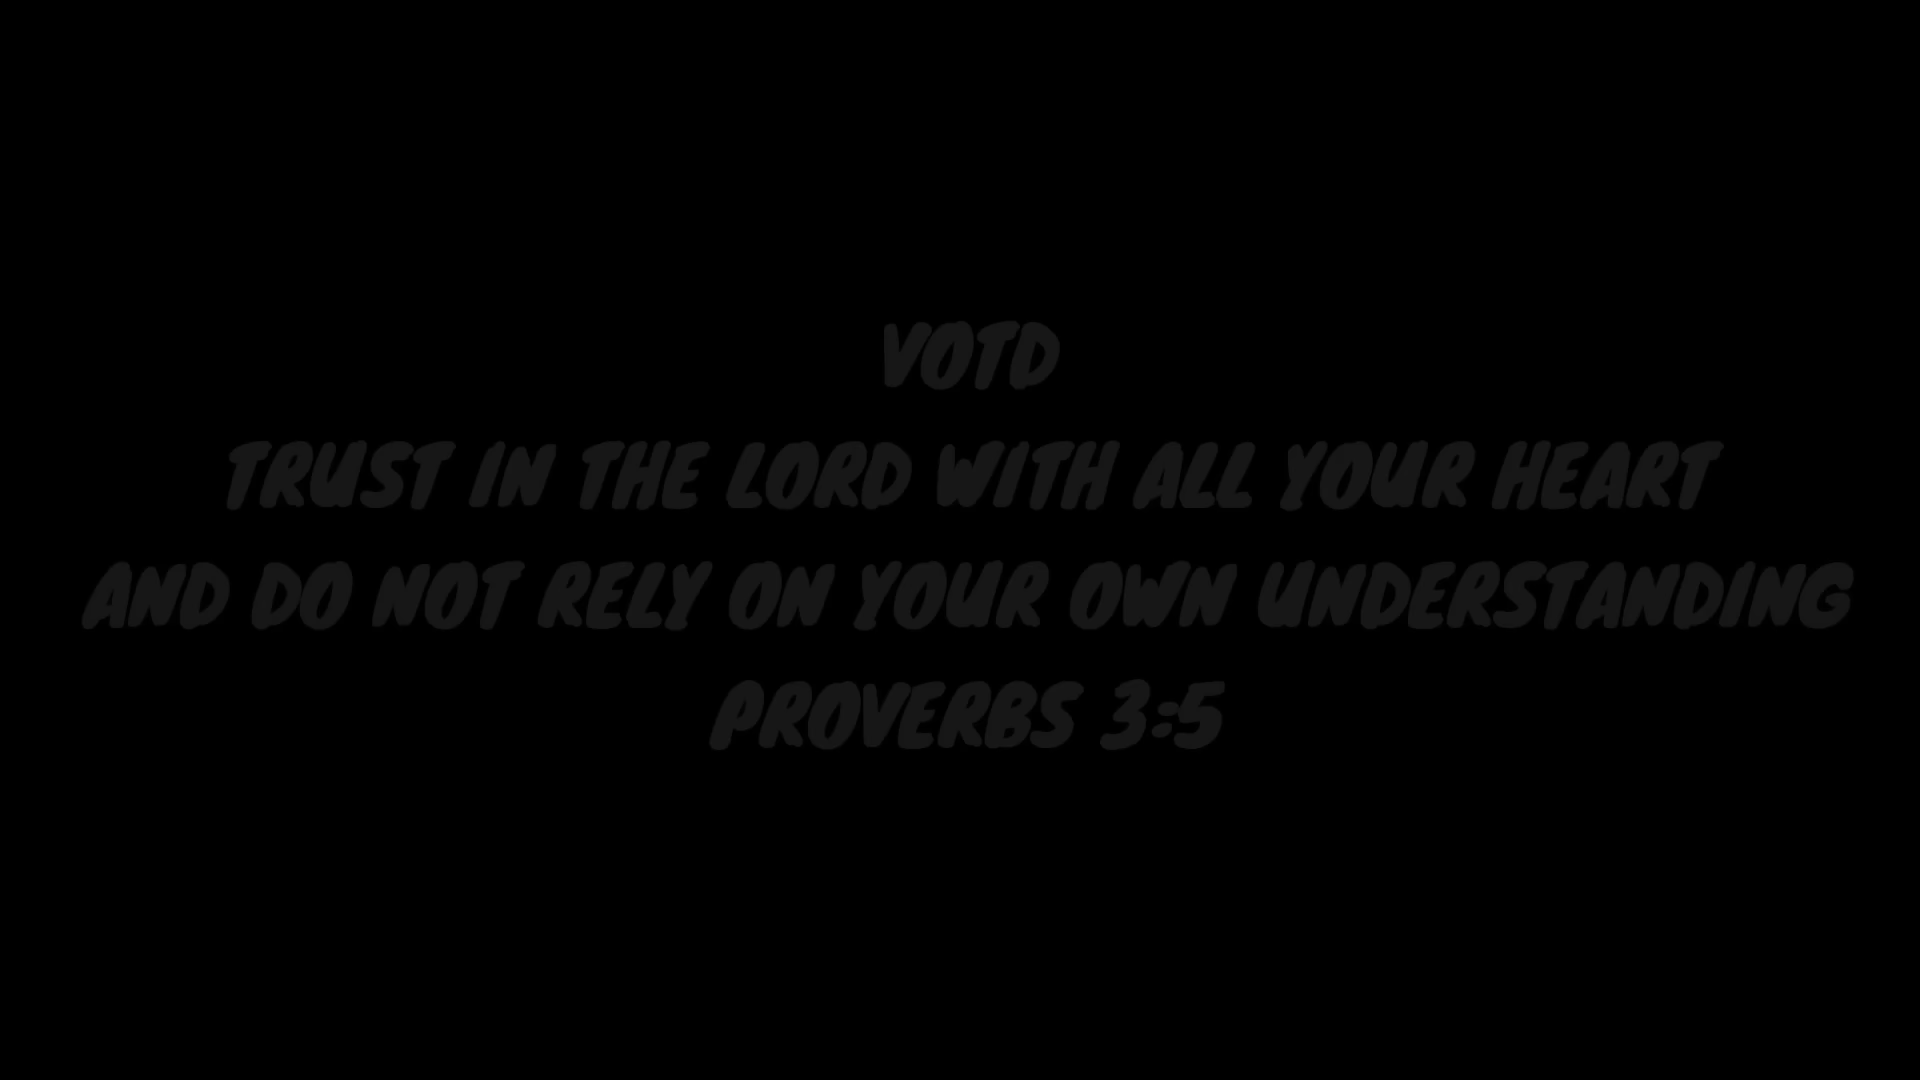 VOTD
TRUST IN THE LORD WITH ALL YOUR HEART
AND DO NOT RELY ON YOUR OWN UNDERSTANDING
PROVERBS 3:5